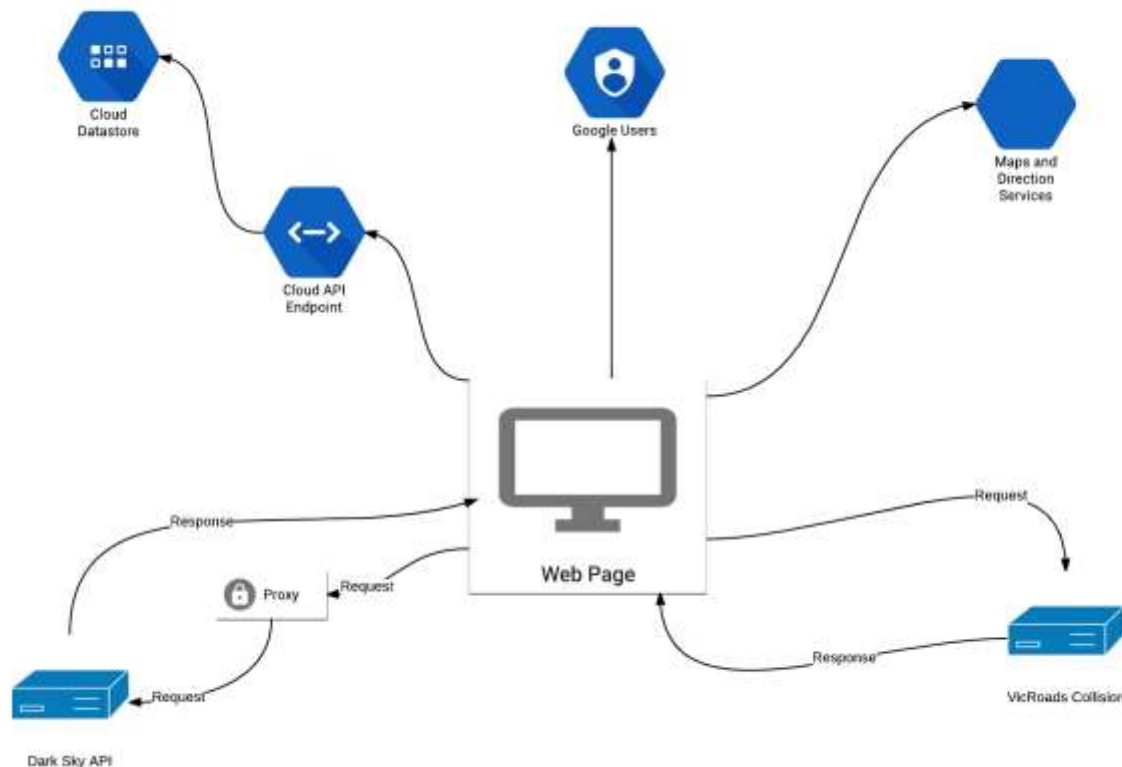 Cloud
Datastore
Google Users
Maps and
Direction
Services
Cloud API
Endpoint
Request
Response
Web Page
Request
Proxy
Response
Request
VicRoads Collision
Dark Sky API